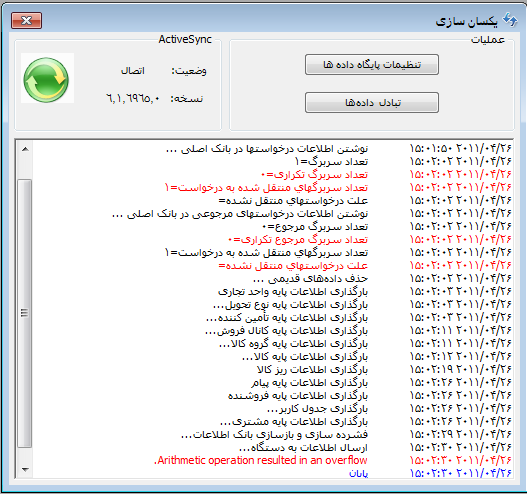 یکسان سازی
عملیات
تنظیمات پایگاه داده ها
تبادل داده‌ها
ActiveSync
وضعیت: اتصال
نسخه: ۶,۱,۶۹۶۵,۰
۲۰۱۱/۰۴/۲۶ ۱۵:۰۱:۵۰ نوشتن اطلاعات درخواستها در بانک اصلی ...
۲۰۱۱/۰۴/۲۶ ۱۵:۰۲:۰۲ تعداد سربرگ=۱
۲۰۱۱/۰۴/۲۶ ۱۵:۰۲:۰۲ تعداد سربرگ تکراری=۰
۲۰۱۱/۰۴/۲۶ ۱۵:۰۲:۰۲ تعداد سربرگهاي منتقل شده به درخواست=۱
۲۰۱۱/۰۴/۲۶ ۱۵:۰۲:۰۲ علت درخواستهاي منتقل نشده=
۲۰۱۱/۰۴/۲۶ ۱۵:۰۲:۰۲ نوشتن اطلاعات درخواستهای مرجوعی در بانک اصلی ...
۲۰۱۱/۰۴/۲۶ ۱۵:۰۲:۰۲ تعداد سربرگ مرجوع=۰
۲۰۱۱/۰۴/۲۶ ۱۵:۰۲:۰۲ تعداد سربرگ مرجوع تکراری=۰
۲۰۱۱/۰۴/۲۶ ۱۵:۰۲:۰۲ تعداد سربرگهاي منتقل شده به درخواست=۱
۲۰۱۱/۰۴/۲۶ ۱۵:۰۲:۰۲ علت درخواستهاي منتقل نشده=
۲۰۱۱/۰۴/۲۶ ۱۵:۰۲:۰۲ حذف داده‌های قدیمی ...
۲۰۱۱/۰۴/۲۶ ۱۵:۰۲:۰۳ بارگذاری اطلاعات پایه واحد تجاری
۲۰۱۱/۰۴/۲۶ ۱۵:۰۲:۰۳ بارگذاری اطلاعات پایه نوع تحویل...
۲۰۱۱/۰۴/۲۶ ۱۵:۰۲:۰۳ بارگذاری اطلاعات پایه تأمین کننده...
۲۰۱۱/۰۴/۲۶ ۱۵:۰۲:۱۱ بارگذاری اطلاعات پایه کانال فروش...
۲۰۱۱/۰۴/۲۶ ۱۵:۰۲:۱۱ بارگذاری اطلاعات پایه گروه کالا...
۲۰۱۱/۰۴/۲۶ ۱۵:۰۲:۱۲ بارگذاری اطلاعات پایه کالا...
۲۰۱۱/۰۴/۲۶ ۱۵:۰۲:۱۹ بارگذاری اطلاعات ریز کالا
۲۰۱۱/۰۴/۲۶ ۱۵:۰۲:۲۶ بارگذاری اطلاعات پایه پیام
۲۰۱۱/۰۴/۲۶ ۱۵:۰۲:۲۶ بارگذاری اطلاعات پایه فروشنده
۲۰۱۱/۰۴/۲۶ ۱۵:۰۲:۲۶ بارگذاری جدول کاربر...
۲۰۱۱/۰۴/۲۶ ۱۵:۰۲:۲۶ بارگذاری اطلاعات پایه مشتری...
۲۰۱۱/۰۴/۲۶ ۱۵:۰۲:۲۹ فشرده سازی و بازسازی بانک اطلاعات...
۲۰۱۱/۰۴/۲۶ ۱۵:۰۲:۳۰ ارسال اطلاعات به دستگاه...
۲۰۱۱/۰۴/۲۶ ۱۵:۰۲:۳۰ Arithmetic operation resulted in an overflow.
۲۰۱۱/۰۴/۲۶ ۱۵:۰۲:۳۰ پایان